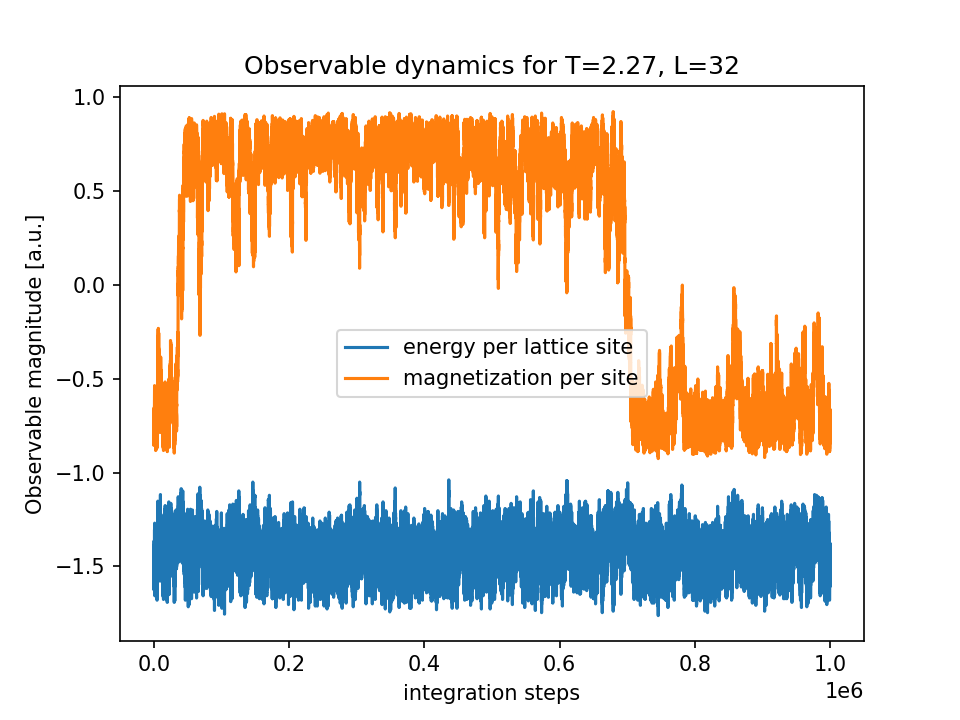 Observable dynamics for T=2.27, L=32
Observable magnitude [a.u.]
1.0
0.5
0.0
−0.5
−1.0
−1.5
energy per lattice site
magnetization per site
0.0 0.2 0.4 0.6 0.8 1.0
1e6
integration steps